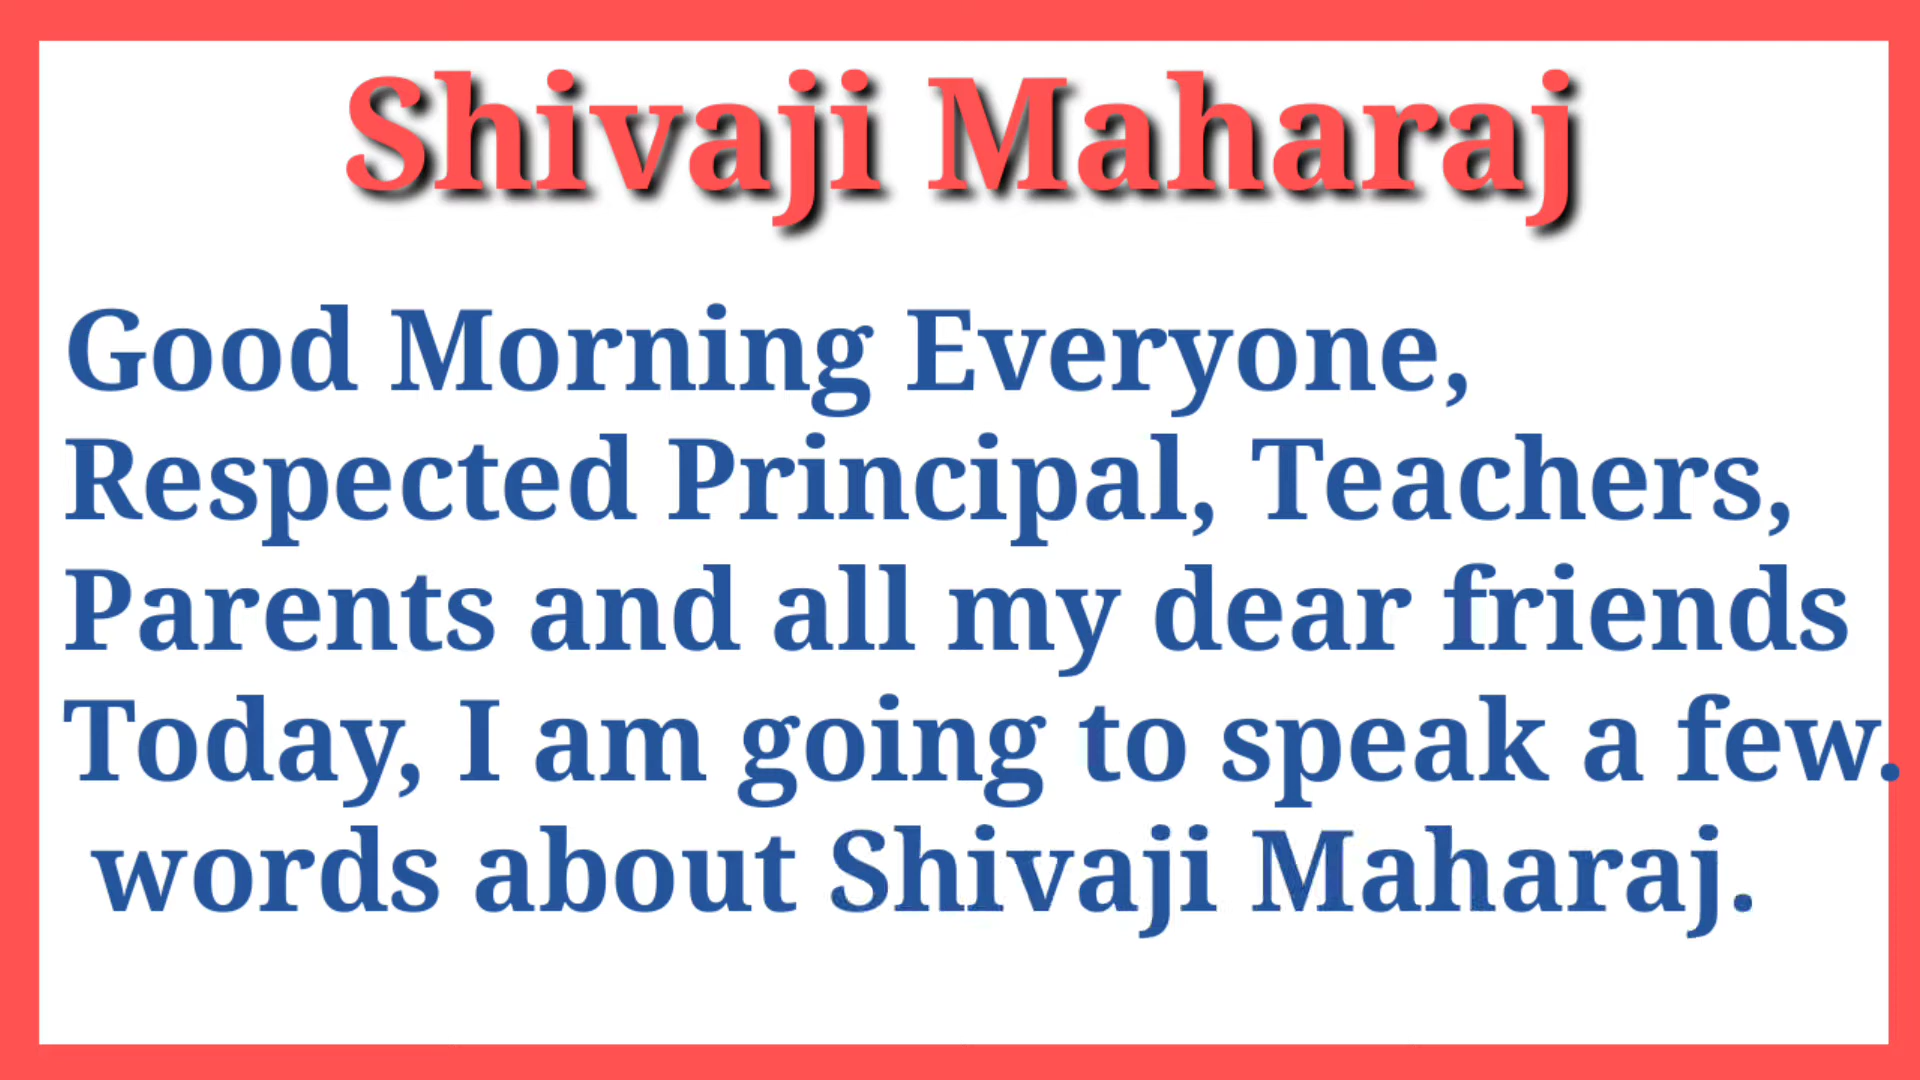 Shivaji Maharaj
Good Morning Everyone,
Respected Principal, Teachers,
Parents and all my dear friends
Today, I am going to speak a few.
words about Shivaji Maharaj.